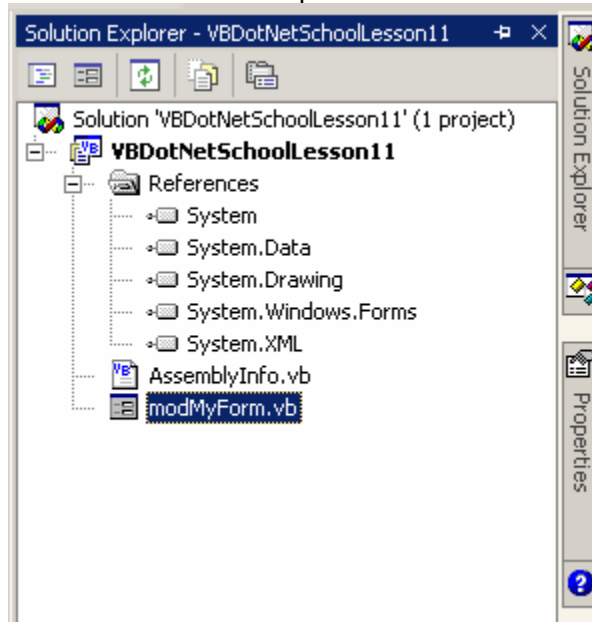 Solution Explorer - VBDotNetSchoolLesson11
Solution 'VBDotNetSchoolLesson11' (1 project)
VBDotNetSchoolLesson11
References
System
System.Data
System.Drawing
System.Windows.Forms
System.XML
AssemblyInfo.vb
modMyForm.vb
Solution Explorer
Properties